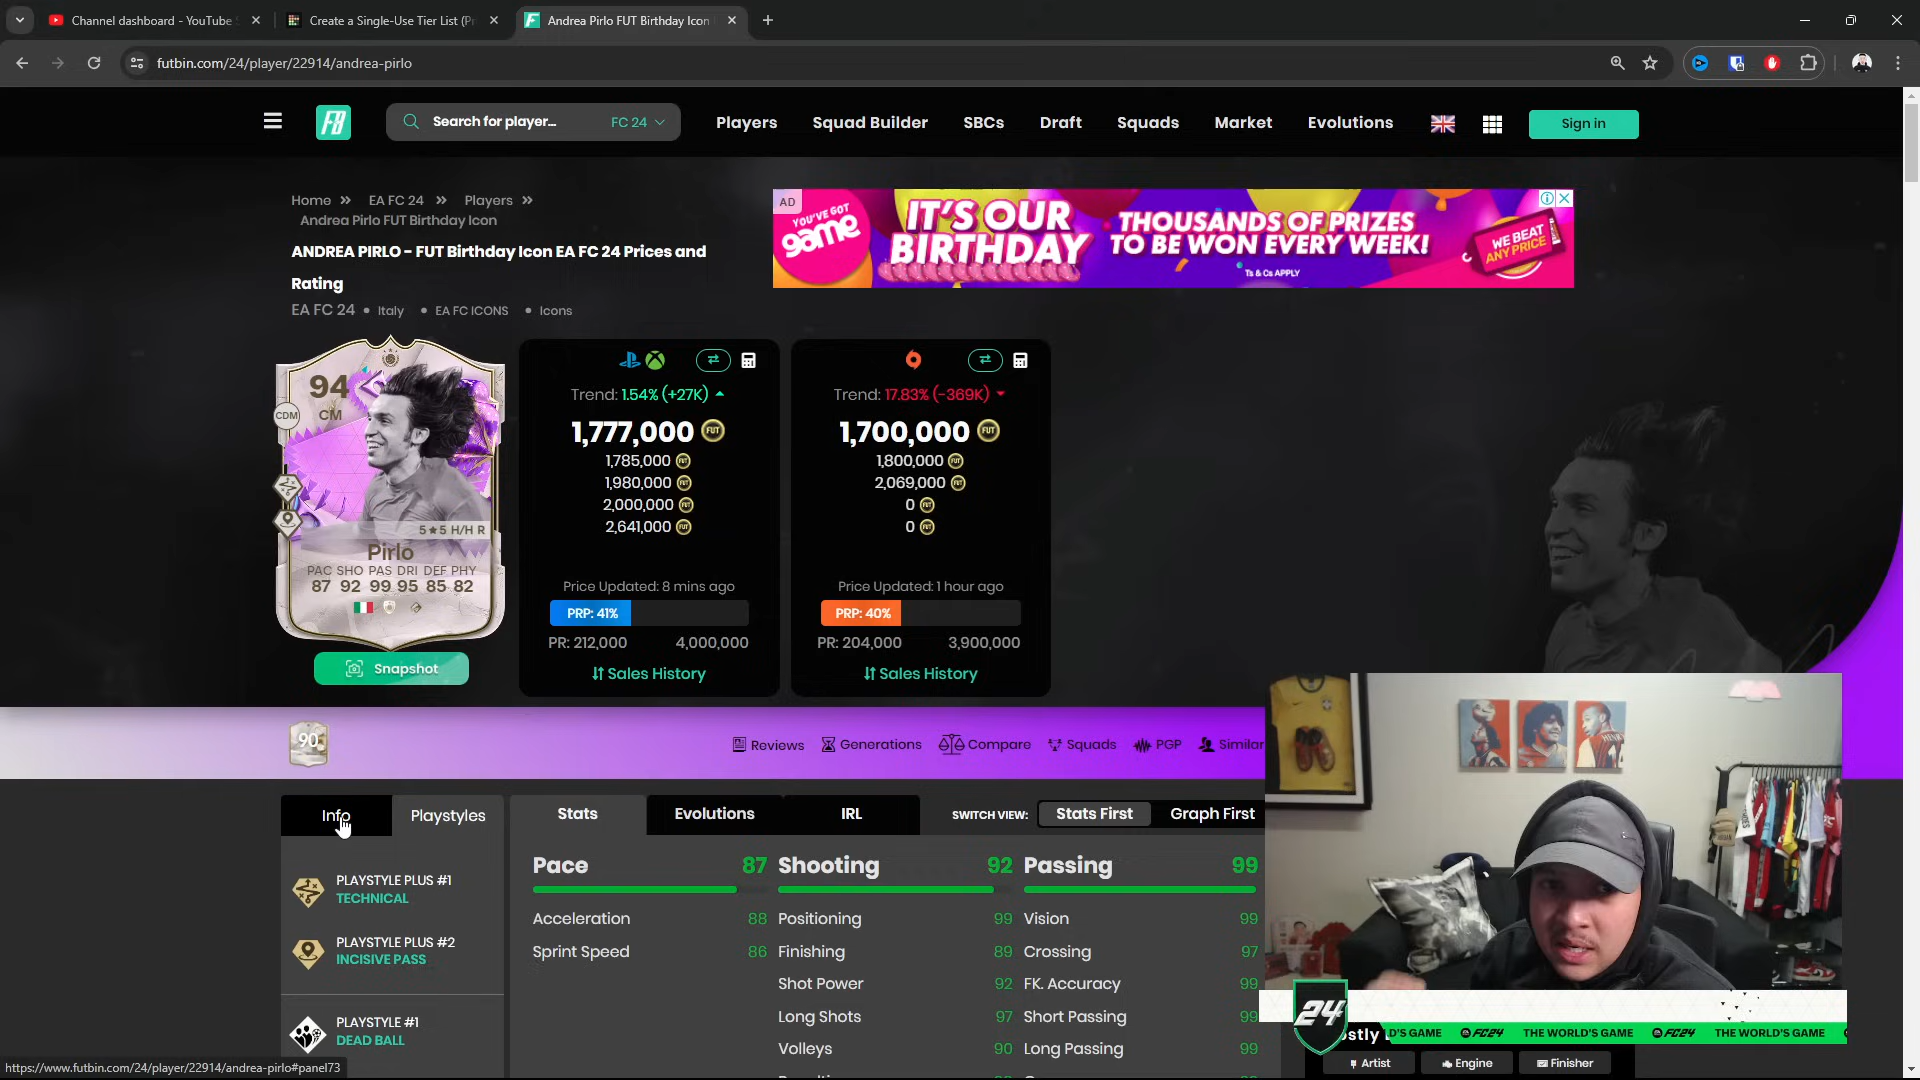 Channel dashboard - YouTube S
Create a Single-Use Tier List (Pr
Andrea Pirlo FUT Birthday Icon
futbin.com/24/player/22914/andrea-pirlo
Search for player...
FC 24
Players
Squad Builder
SBCs
Draft
Squads
Market
Evolutions
Sign in
Home » EA FC 24 » Players »
Andrea Pirlo FUT Birthday Icon
ANDREA PIRLO - FUT Birthday Icon EA FC 24 Prices and
Rating
EA FC 24 • Italy • EA FC ICONS • Icons
AD
YOU'VE GOT
game
IT'S OUR
BIRTHDAY
THOUSANDS OF PRIZES
TO BE WON EVERY WEEK!
Ts & Cs APPLY
WE BEAT
ANY PRICE
94
CM
CDM
5★5 H/H R
Pirlo
PAC SHO PAS DRI DEF PHY
87 92 99 95 85 82
Snapshot
Trend: 1.54% (+27K)
1,777,000
1,785,000
1,980,000
2,000,000
2,641,000
Price Updated: 8 mins ago
PRP: 41%
PR: 212,000 4,000,000
Sales History
Trend: 17.83% (-369K)
1,700,000
1,800,000
2,069,000
0
0
Price Updated: 1 hour ago
PRP: 40%
PR: 204,000 3,900,000
Sales History
90
Reviews
Generations
Compare
Squads
PGP
Similar
Info
Playstyles
Stats
Evolutions
IRL
SWITCH VIEW:
Stats First
Graph First
PLAYSTYLE PLUS #1
TECHNICAL
PLAYSTYLE PLUS #2
INCISIVE PASS
PLAYSTYLE #1
DEAD BALL
Pace 87
Acceleration 88
Sprint Speed 86
Shooting 92
Positioning 99
Finishing 89
Shot Power 92
Long Shots 97
Volleys 90
Passing 99
Vision 99
Crossing 97
FK. Accuracy 99
Short Passing 99
Long Passing 99
24
D'S GAME FC24 THE WORLD'S GAME FC24 THE WORLD'S GAME
Artist
Engine
Finisher
https://www.futbin.com/24/player/22914/andrea-pirlo#panel73